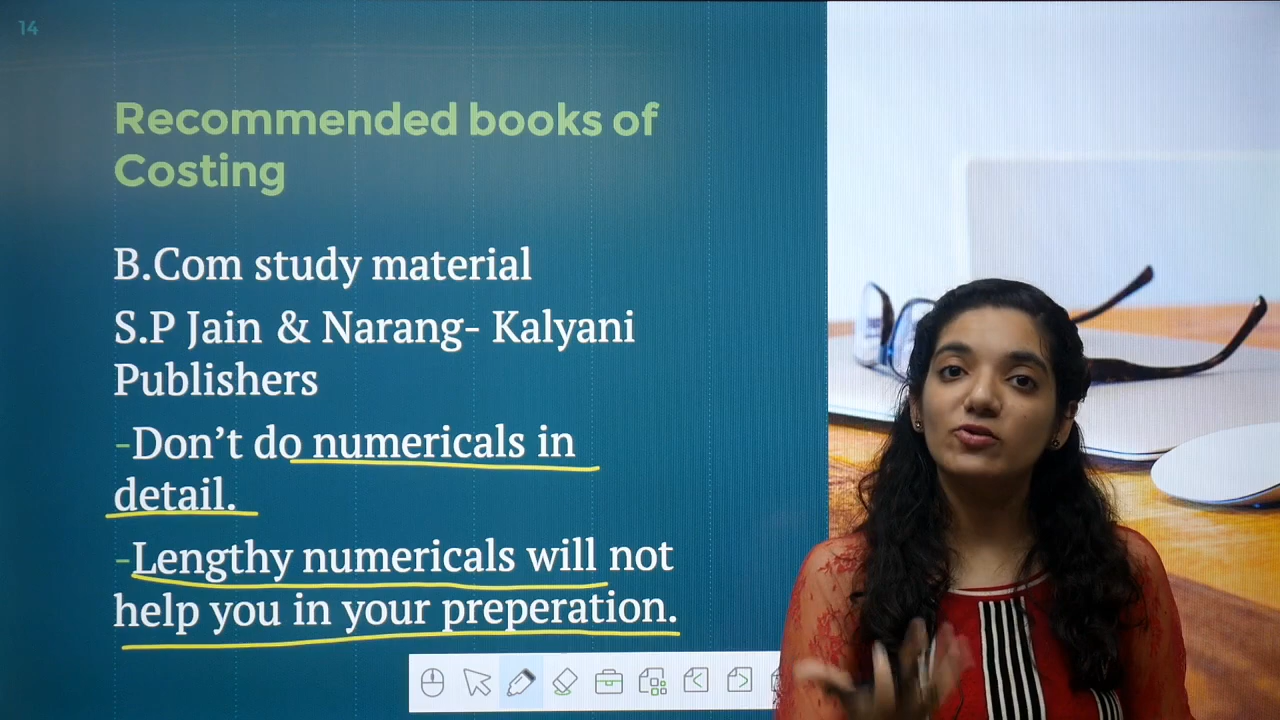 14
Recommended books of
Costing
B.Com study material
S.P Jain & Narang- Kalyani
Publishers
-Don't do numericals in
detail.
-Lengthy numericals will not
help you in your preperation.